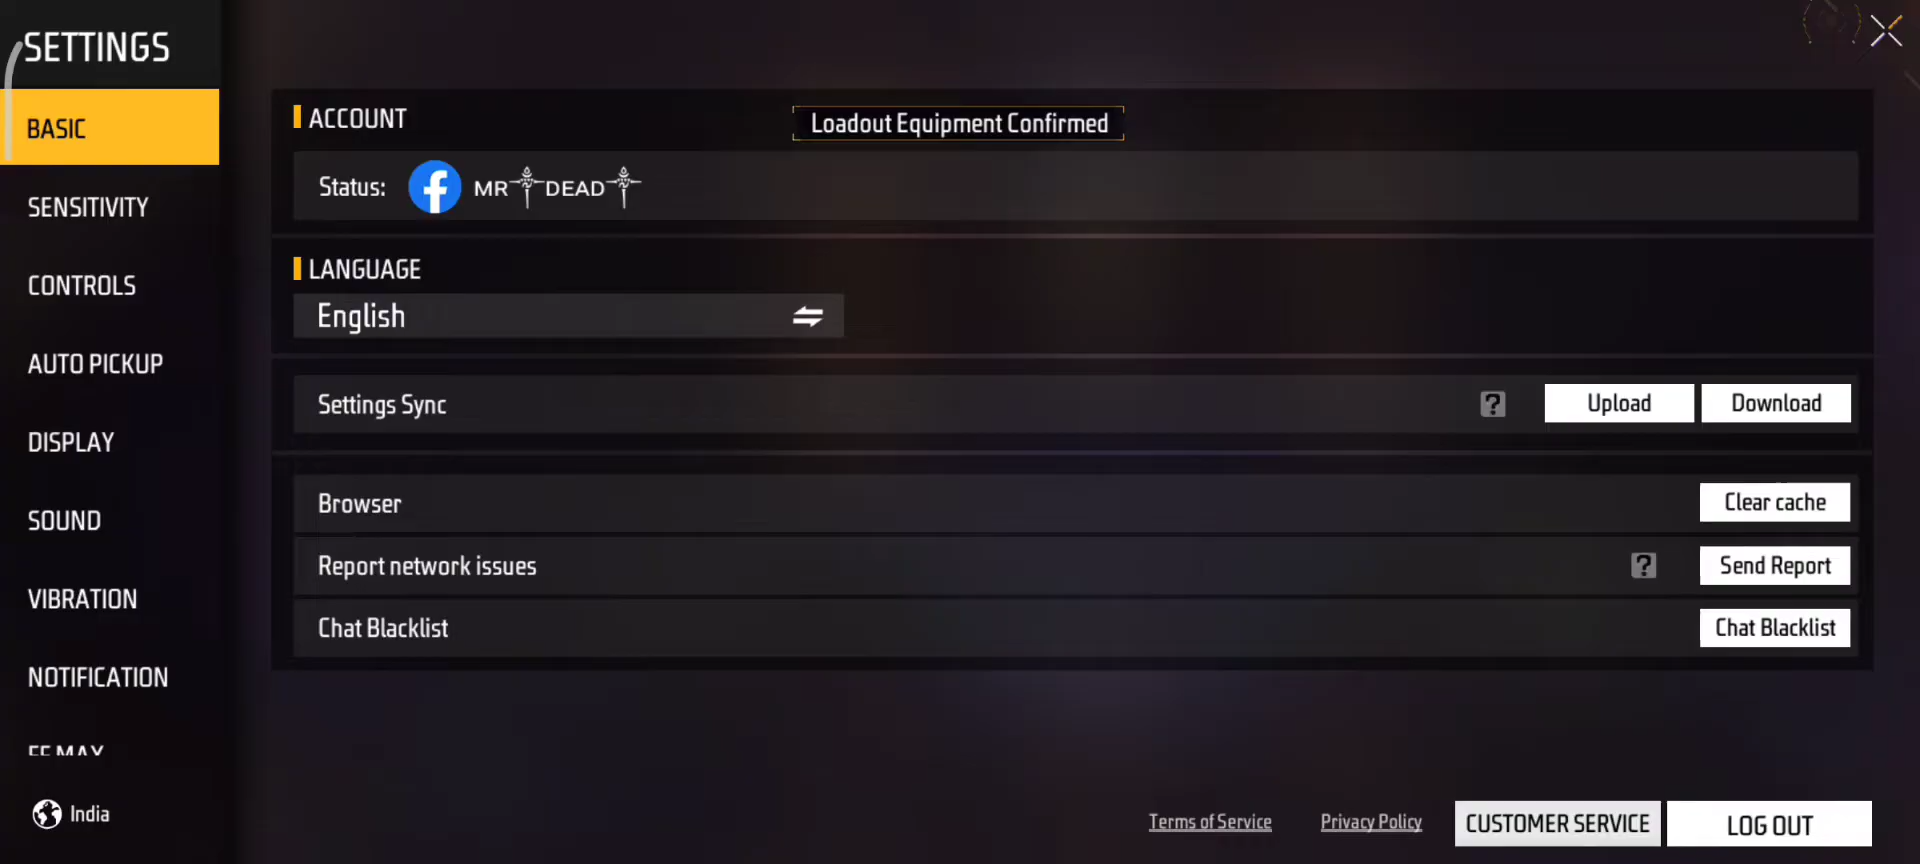 SETTINGS
BASIC
SENSITIVITY
CONTROLS
AUTO PICKUP
DISPLAY
SOUND
VIBRATION
NOTIFICATION
FF MAX
India
ACCOUNT
Loadout Equipment Confirmed
Status: MR DEAD
LANGUAGE
English
Settings Sync ? Upload Download
Browser Clear cache
Report network issues ? Send Report
Chat Blacklist Chat Blacklist
Terms of Service Privacy Policy CUSTOMER SERVICE LOG OUT